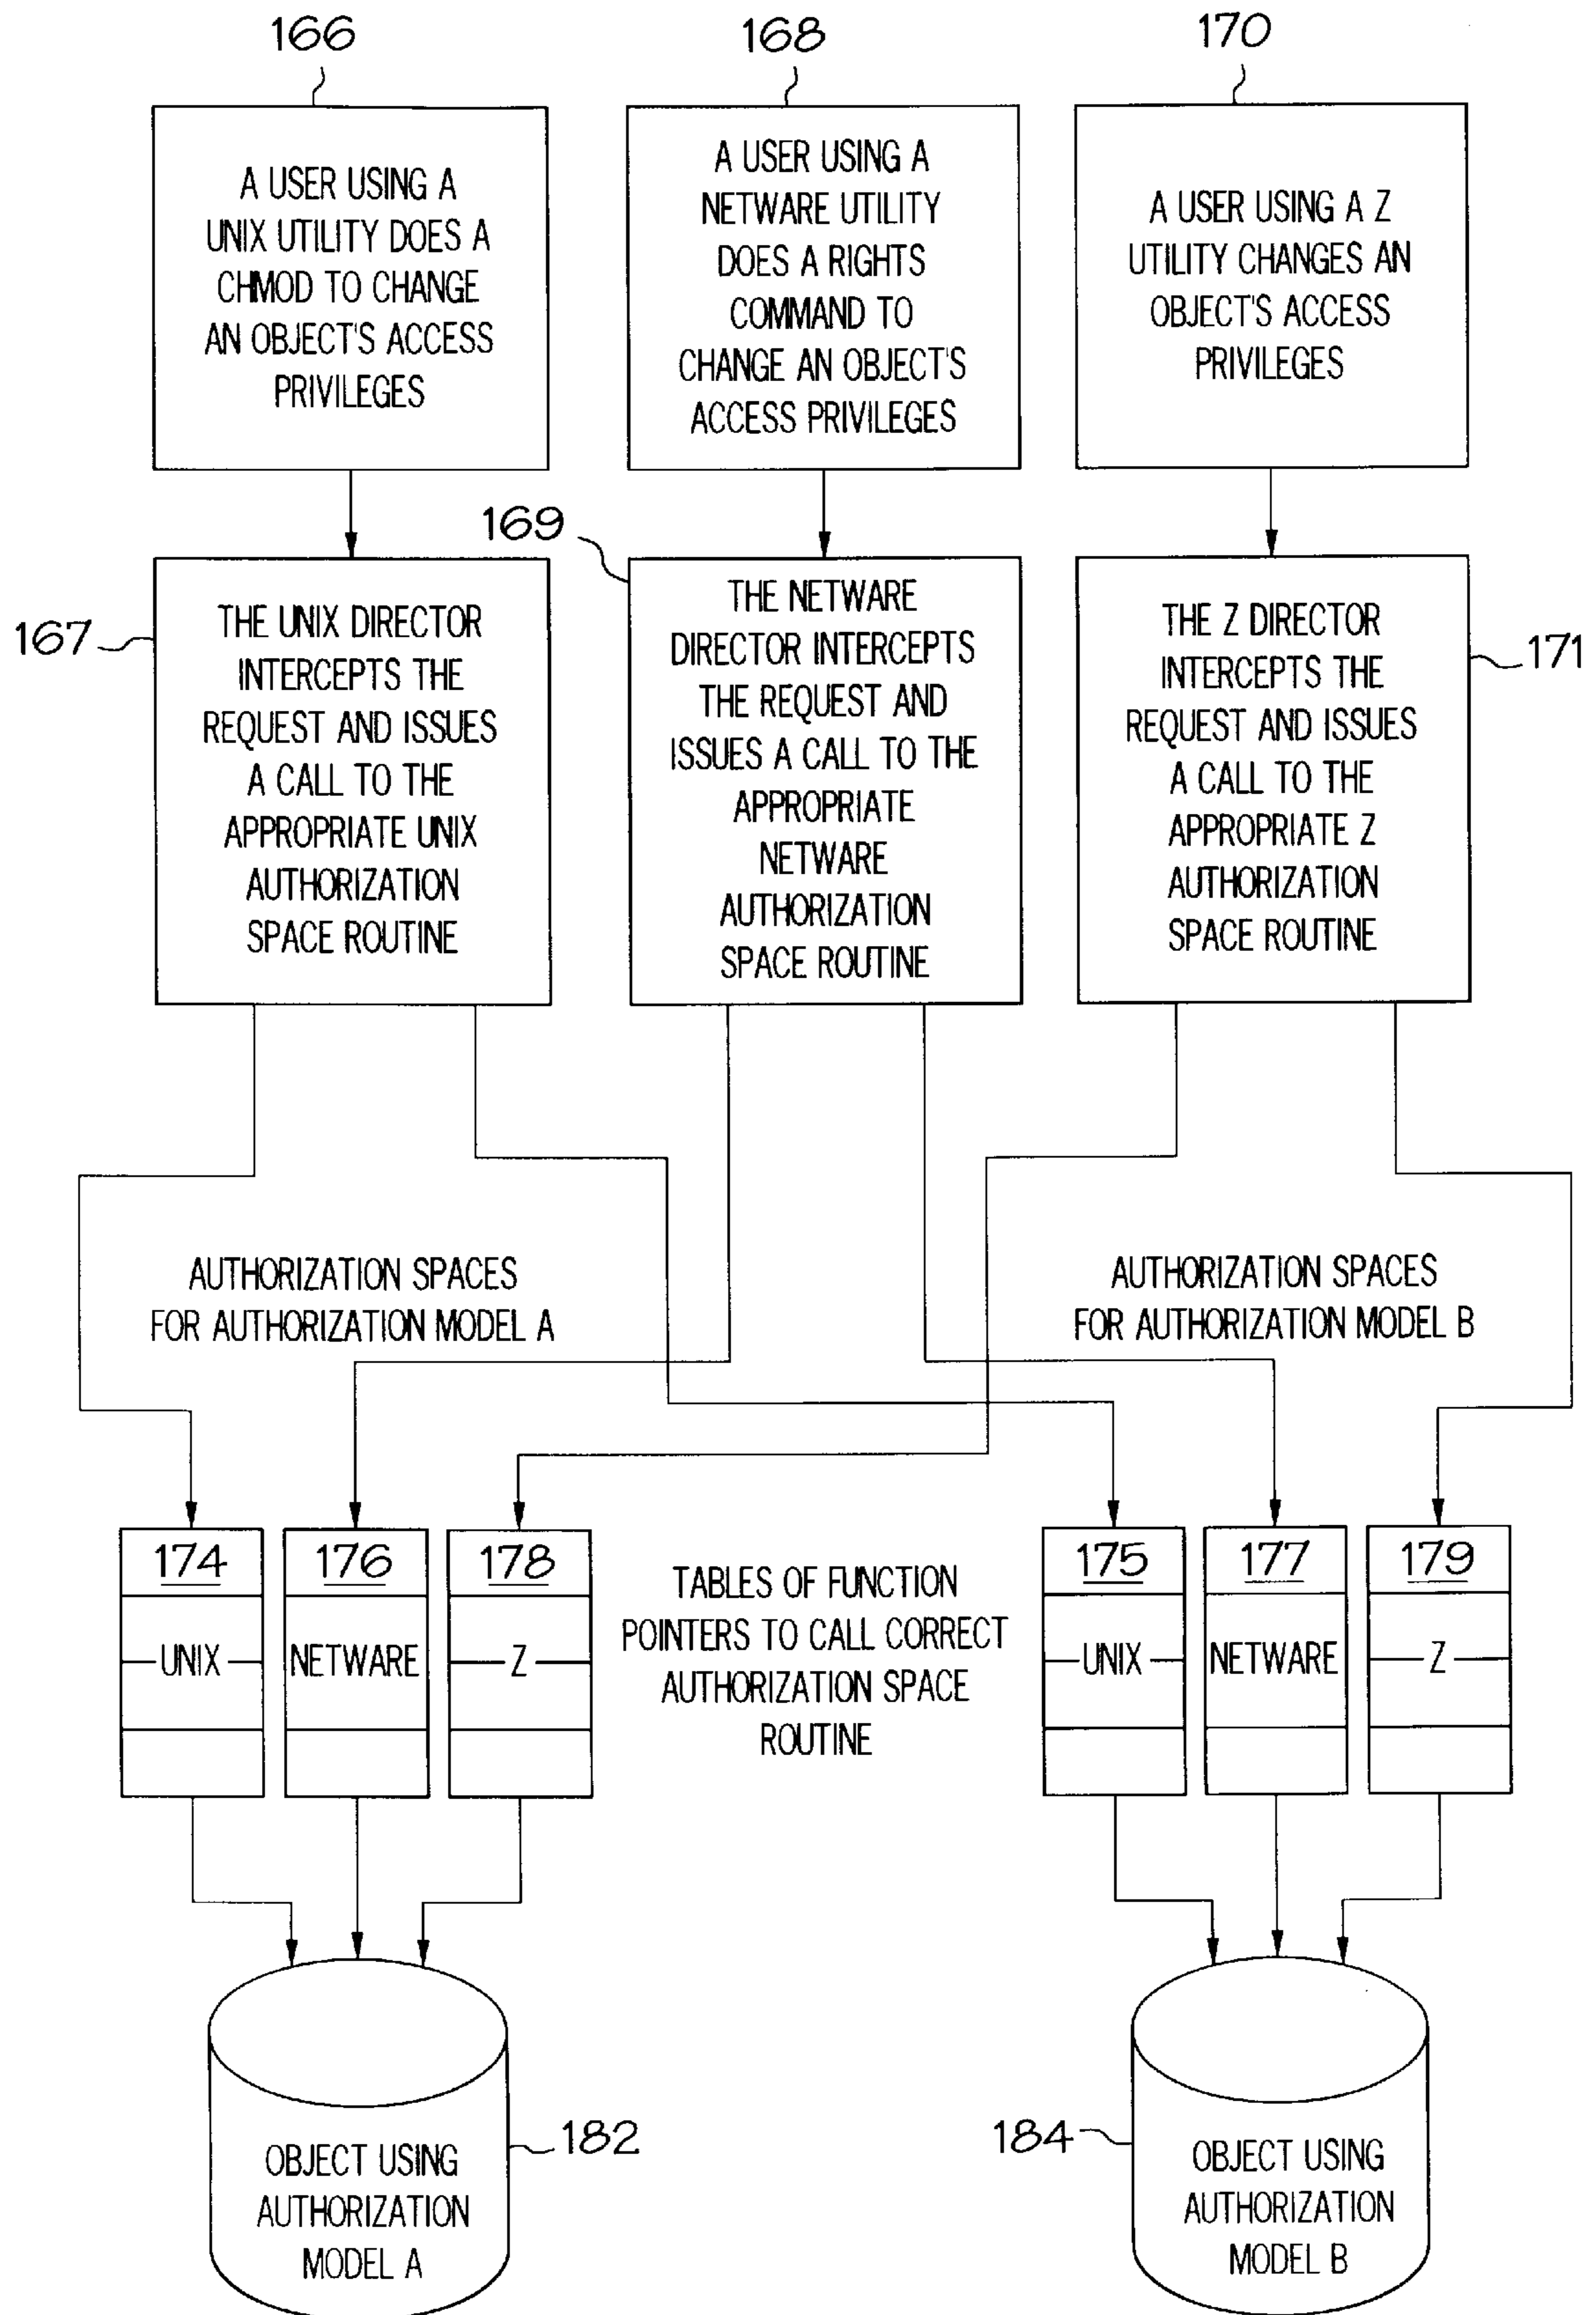 166
168
170
A USER USING A
UNIX UTILITY DOES A
CHMOD TO CHANGE
AN OBJECT'S ACCESS
PRIVILEGES
A USER USING A
NETWARE UTILITY
DOES A RIGHTS
COMMAND TO
CHANGE AN OBJECT'S
ACCESS PRIVILEGES
A USER USING A Z
UTILITY CHANGES AN
OBJECT'S ACCESS
PRIVILEGES
167
THE UNIX DIRECTOR
INTERCEPTS THE
REQUEST AND ISSUES
A CALL TO THE
APPROPRIATE UNIX
AUTHORIZATION
SPACE ROUTINE
169
THE NETWARE
DIRECTOR INTERCEPTS
THE REQUEST AND
ISSUES A CALL TO THE
APPROPRIATE
NETWARE
AUTHORIZATION
SPACE ROUTINE
THE Z DIRECTOR
INTERCEPTS THE
REQUEST AND ISSUES
A CALL TO THE
APPROPRIATE Z
AUTHORIZATION
SPACE ROUTINE
171
AUTHORIZATION SPACES
FOR AUTHORIZATION MODEL A
AUTHORIZATION SPACES
FOR AUTHORIZATION MODEL B
174
UNIX
176
NETWARE
178
Z
TABLES OF FUNCTION
POINTERS TO CALL CORRECT
AUTHORIZATION SPACE
ROUTINE
175
UNIX
177
NETWARE
179
Z
OBJECT USING
AUTHORIZATION
MODEL A
182
184
OBJECT USING
AUTHORIZATION
MODEL B